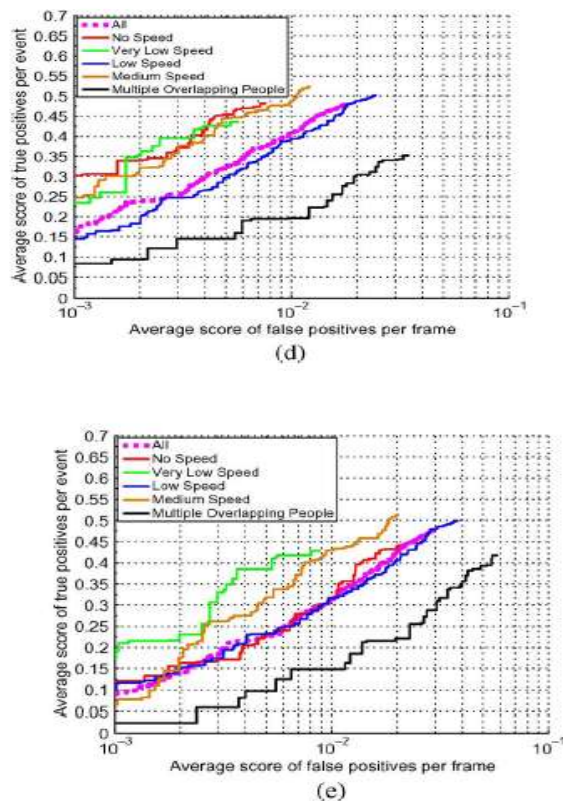 Average score of true positives per event
0.7
0.65
0.6
0.55
0.5
0.45
0.4
0.35
0.3
0.25
0.2
0.15
0.1
0.05
0
All
No Speed
Very Low Speed
Low Speed
Medium Speed
Multiple Overlapping People
10⁻³
10⁻²
10⁻¹
Average score of false positives per frame
(d)
Average score of true positives per event
0.7
0.65
0.6
0.55
0.5
0.45
0.4
0.35
0.3
0.25
0.2
0.15
0.1
0.05
0
All
No Speed
Very Low Speed
Low Speed
Medium Speed
Multiple Overlapping People
10⁻³
10⁻²
10⁻¹
Average score of false positives per frame
(e)